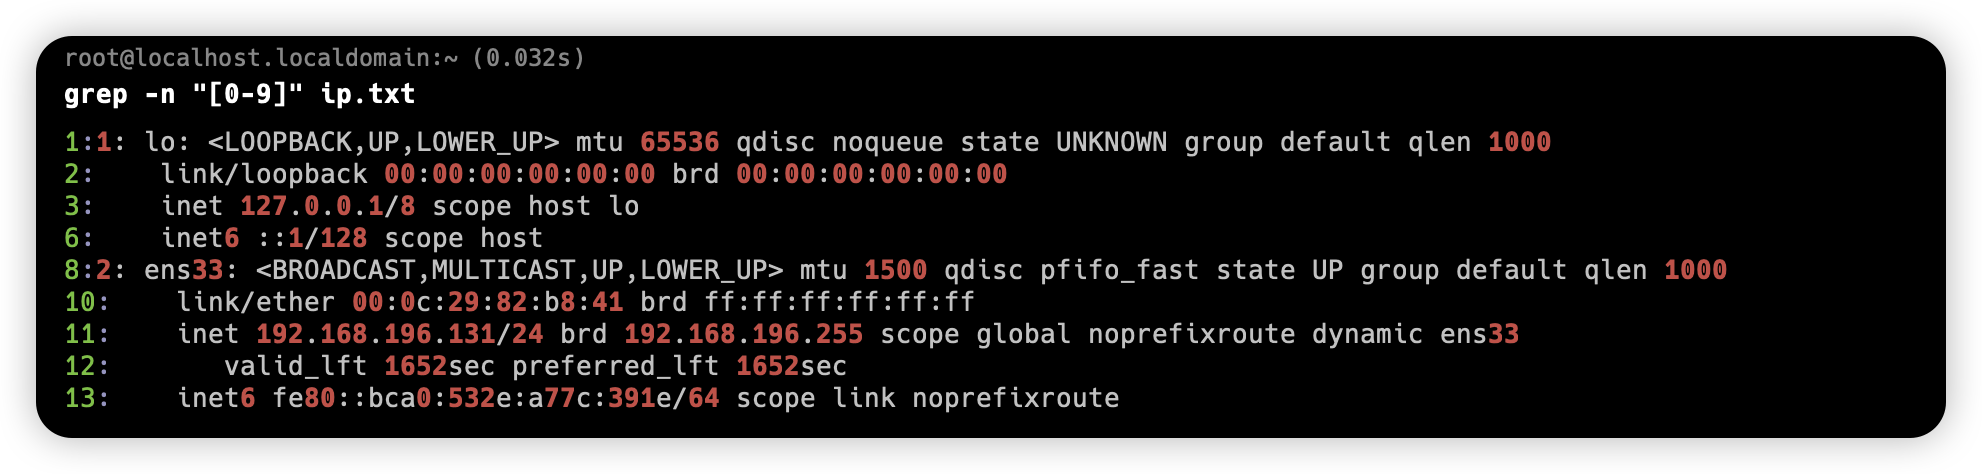 root@localhost.localdomain:~ (0.032s)
grep -n "[0-9]" ip.txt
1:1: lo: <LOOPBACK,UP,LOWER_UP> mtu 65536 qdisc noqueue state UNKNOWN group default qlen 1000
2:    link/loopback 00:00:00:00:00:00 brd 00:00:00:00:00:00
3:    inet 127.0.0.1/8 scope host lo
6:    inet6 ::1/128 scope host
8:2: ens33: <BROADCAST,MULTICAST,UP,LOWER_UP> mtu 1500 qdisc pfifo_fast state UP group default qlen 1000
10:    link/ether 00:0c:29:82:b8:41 brd ff:ff:ff:ff:ff:ff
11:    inet 192.168.196.131/24 brd 192.168.196.255 scope global noprefixroute dynamic ens33
12:       valid_lft 1652sec preferred_lft 1652sec
13:    inet6 fe80::bca0:532e:a77c:391e/64 scope link noprefixroute